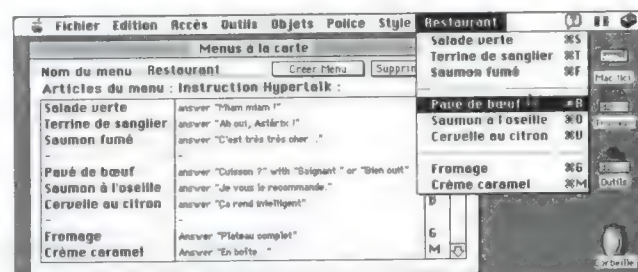 Fichier Edition Accès Outils Objets Police Style Restaurant
Menus à la carte
Nom du menu Restaurant Creer Menu Supprin
Articles du menu : Instruction Hypertalk :
Salade verte answer "Miam miam !"
Terrine de sanglier answer "Ah oui, Astérix !"
Saumon fumé answer "C'est très très cher ."
-
-
Pavé de bœuf answer "Cuisson ?" with "Saignant " or "Bien cuit"
Saumon à l'oseille answer "Je vous le recommande."
Cervelle au citron answer "Ça rend intelligent"
-
-
Fromage Answer "Plateau complet" G
Crème caramel Answer "En boîte " M
Salade verte ⌘S
Terrine de sanglier ⌘T
Saumon fumé ⌘F
Pavé de bœuf ⌘B
Saumon à l'oseille ⌘O
Cervelle au citron ⌘U
Fromage ⌘G
Crème caramel ⌘M
Outils
Corbeille